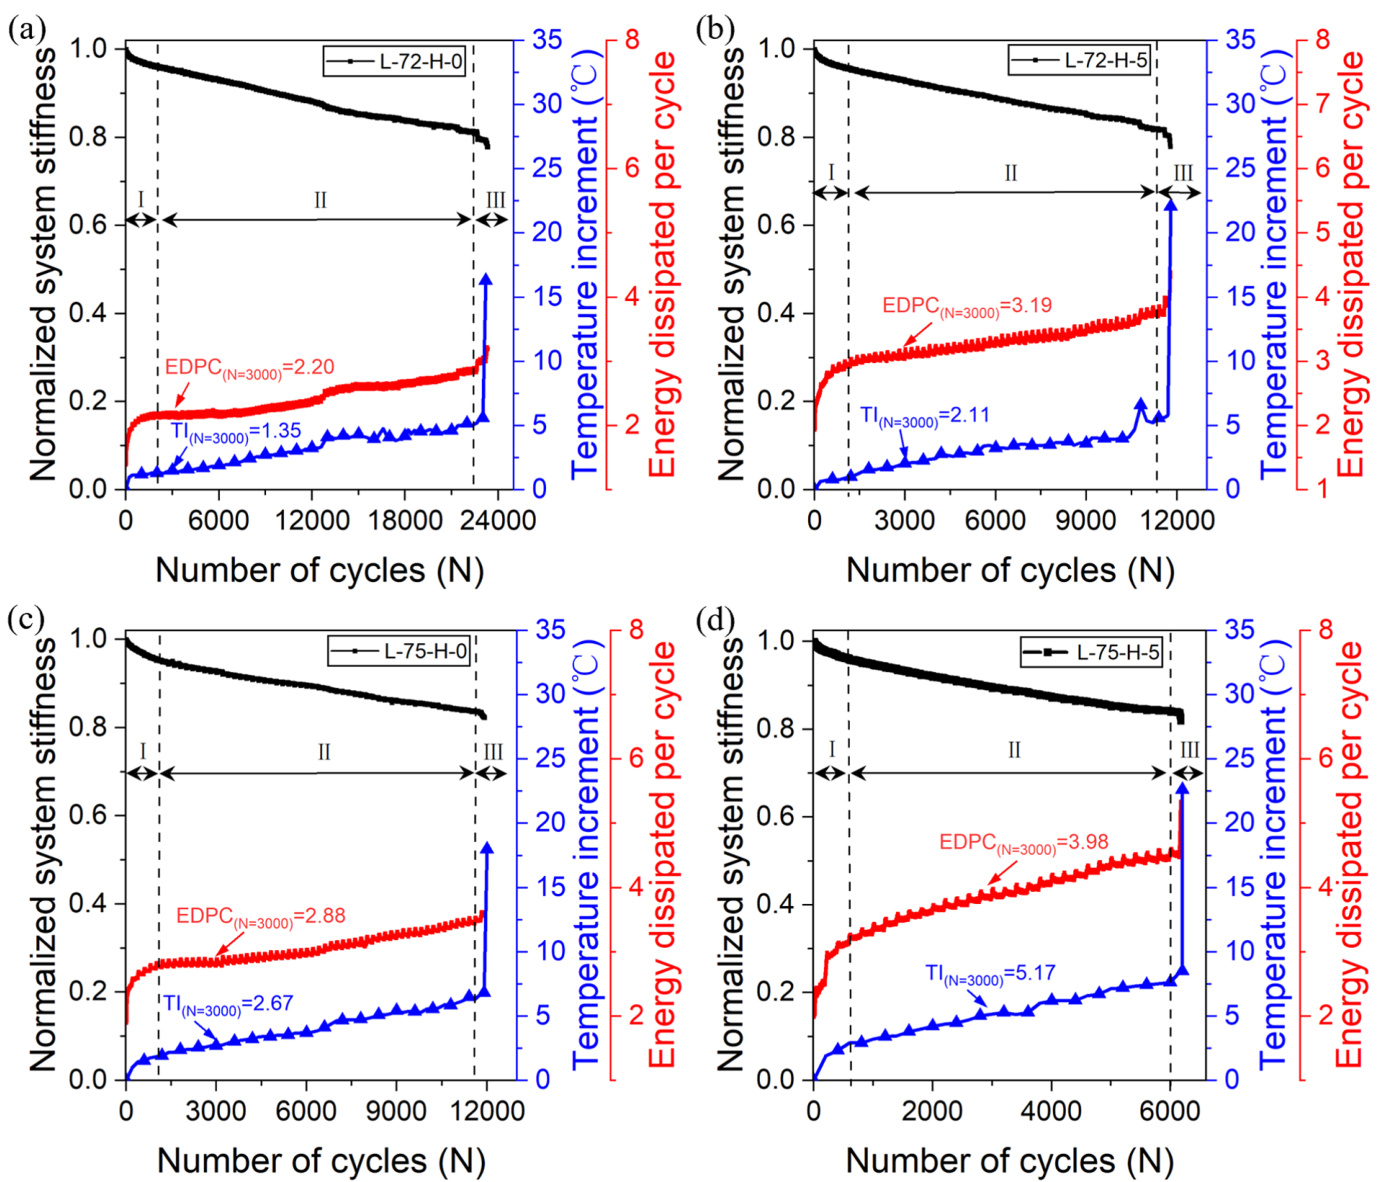 (a)
L-72-H-0
I
II
III
EDPC(N=3000)=2.20
TI(N=3000)=1.35
Normalized system stiffness
1.0
0.8
0.6
0.4
0.2
0.0
0
6000
12000
18000
24000
Number of cycles (N)
35
30
25
20
15
10
5
0
Temperature increment (℃)
8
6
4
2
Energy dissipated per cycle
(b)
L-72-H-5
I
II
III
EDPC(N=3000)=3.19
TI(N=3000)=2.11
Normalized system stiffness
1.0
0.8
0.6
0.4
0.2
0.0
0
3000
6000
9000
12000
Number of cycles (N)
35
30
25
20
15
10
5
0
Temperature increment (℃)
8
7
6
5
4
3
2
1
Energy dissipated per cycle
(c)
L-75-H-0
I
II
III
EDPC(N=3000)=2.88
TI(N=3000)=2.67
Normalized system stiffness
1.0
0.8
0.6
0.4
0.2
0.0
0
3000
6000
9000
12000
Number of cycles (N)
35
30
25
20
15
10
5
0
Temperature increment (℃)
8
6
4
2
Energy dissipated per cycle
(d)
L-75-H-5
I
II
III
EDPC(N=3000)=3.98
TI(N=3000)=5.17
Normalized system stiffness
1.0
0.8
0.6
0.4
0.2
0.0
0
2000
4000
6000
Number of cycles (N)
35
30
25
20
15
10
5
0
Temperature increment (℃)
8
6
4
2
Energy dissipated per cycle